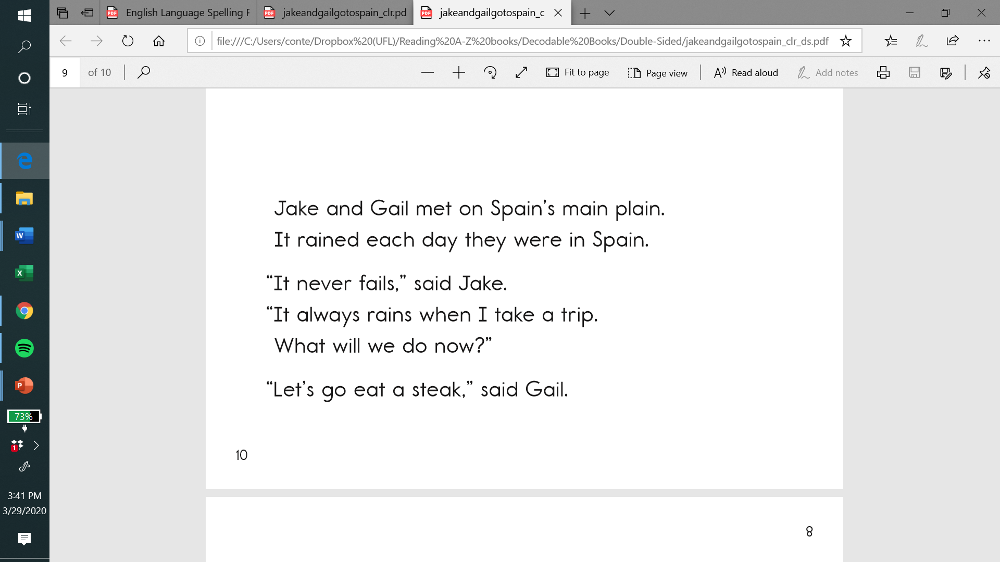 English Language Spelling F
jakeandgailgotospain_clr.pd
jakeandgailgotospain_c
file:///C:/Users/conte/Dropbox%20(UFL)/Reading%20A-Z%20books/Decodable%20Books/Double-Sided/jakeandgailgotospain_clr_ds.pdf
9 of 10
Fit to page
Page view
Read aloud
Add notes
Jake and Gail met on Spain’s main plain.
It rained each day they were in Spain.
“It never fails,” said Jake.
“It always rains when I take a trip.
What will we do now?”
“Let’s go eat a steak,” said Gail.
10
8
73%
1
3:41 PM
3/29/2020